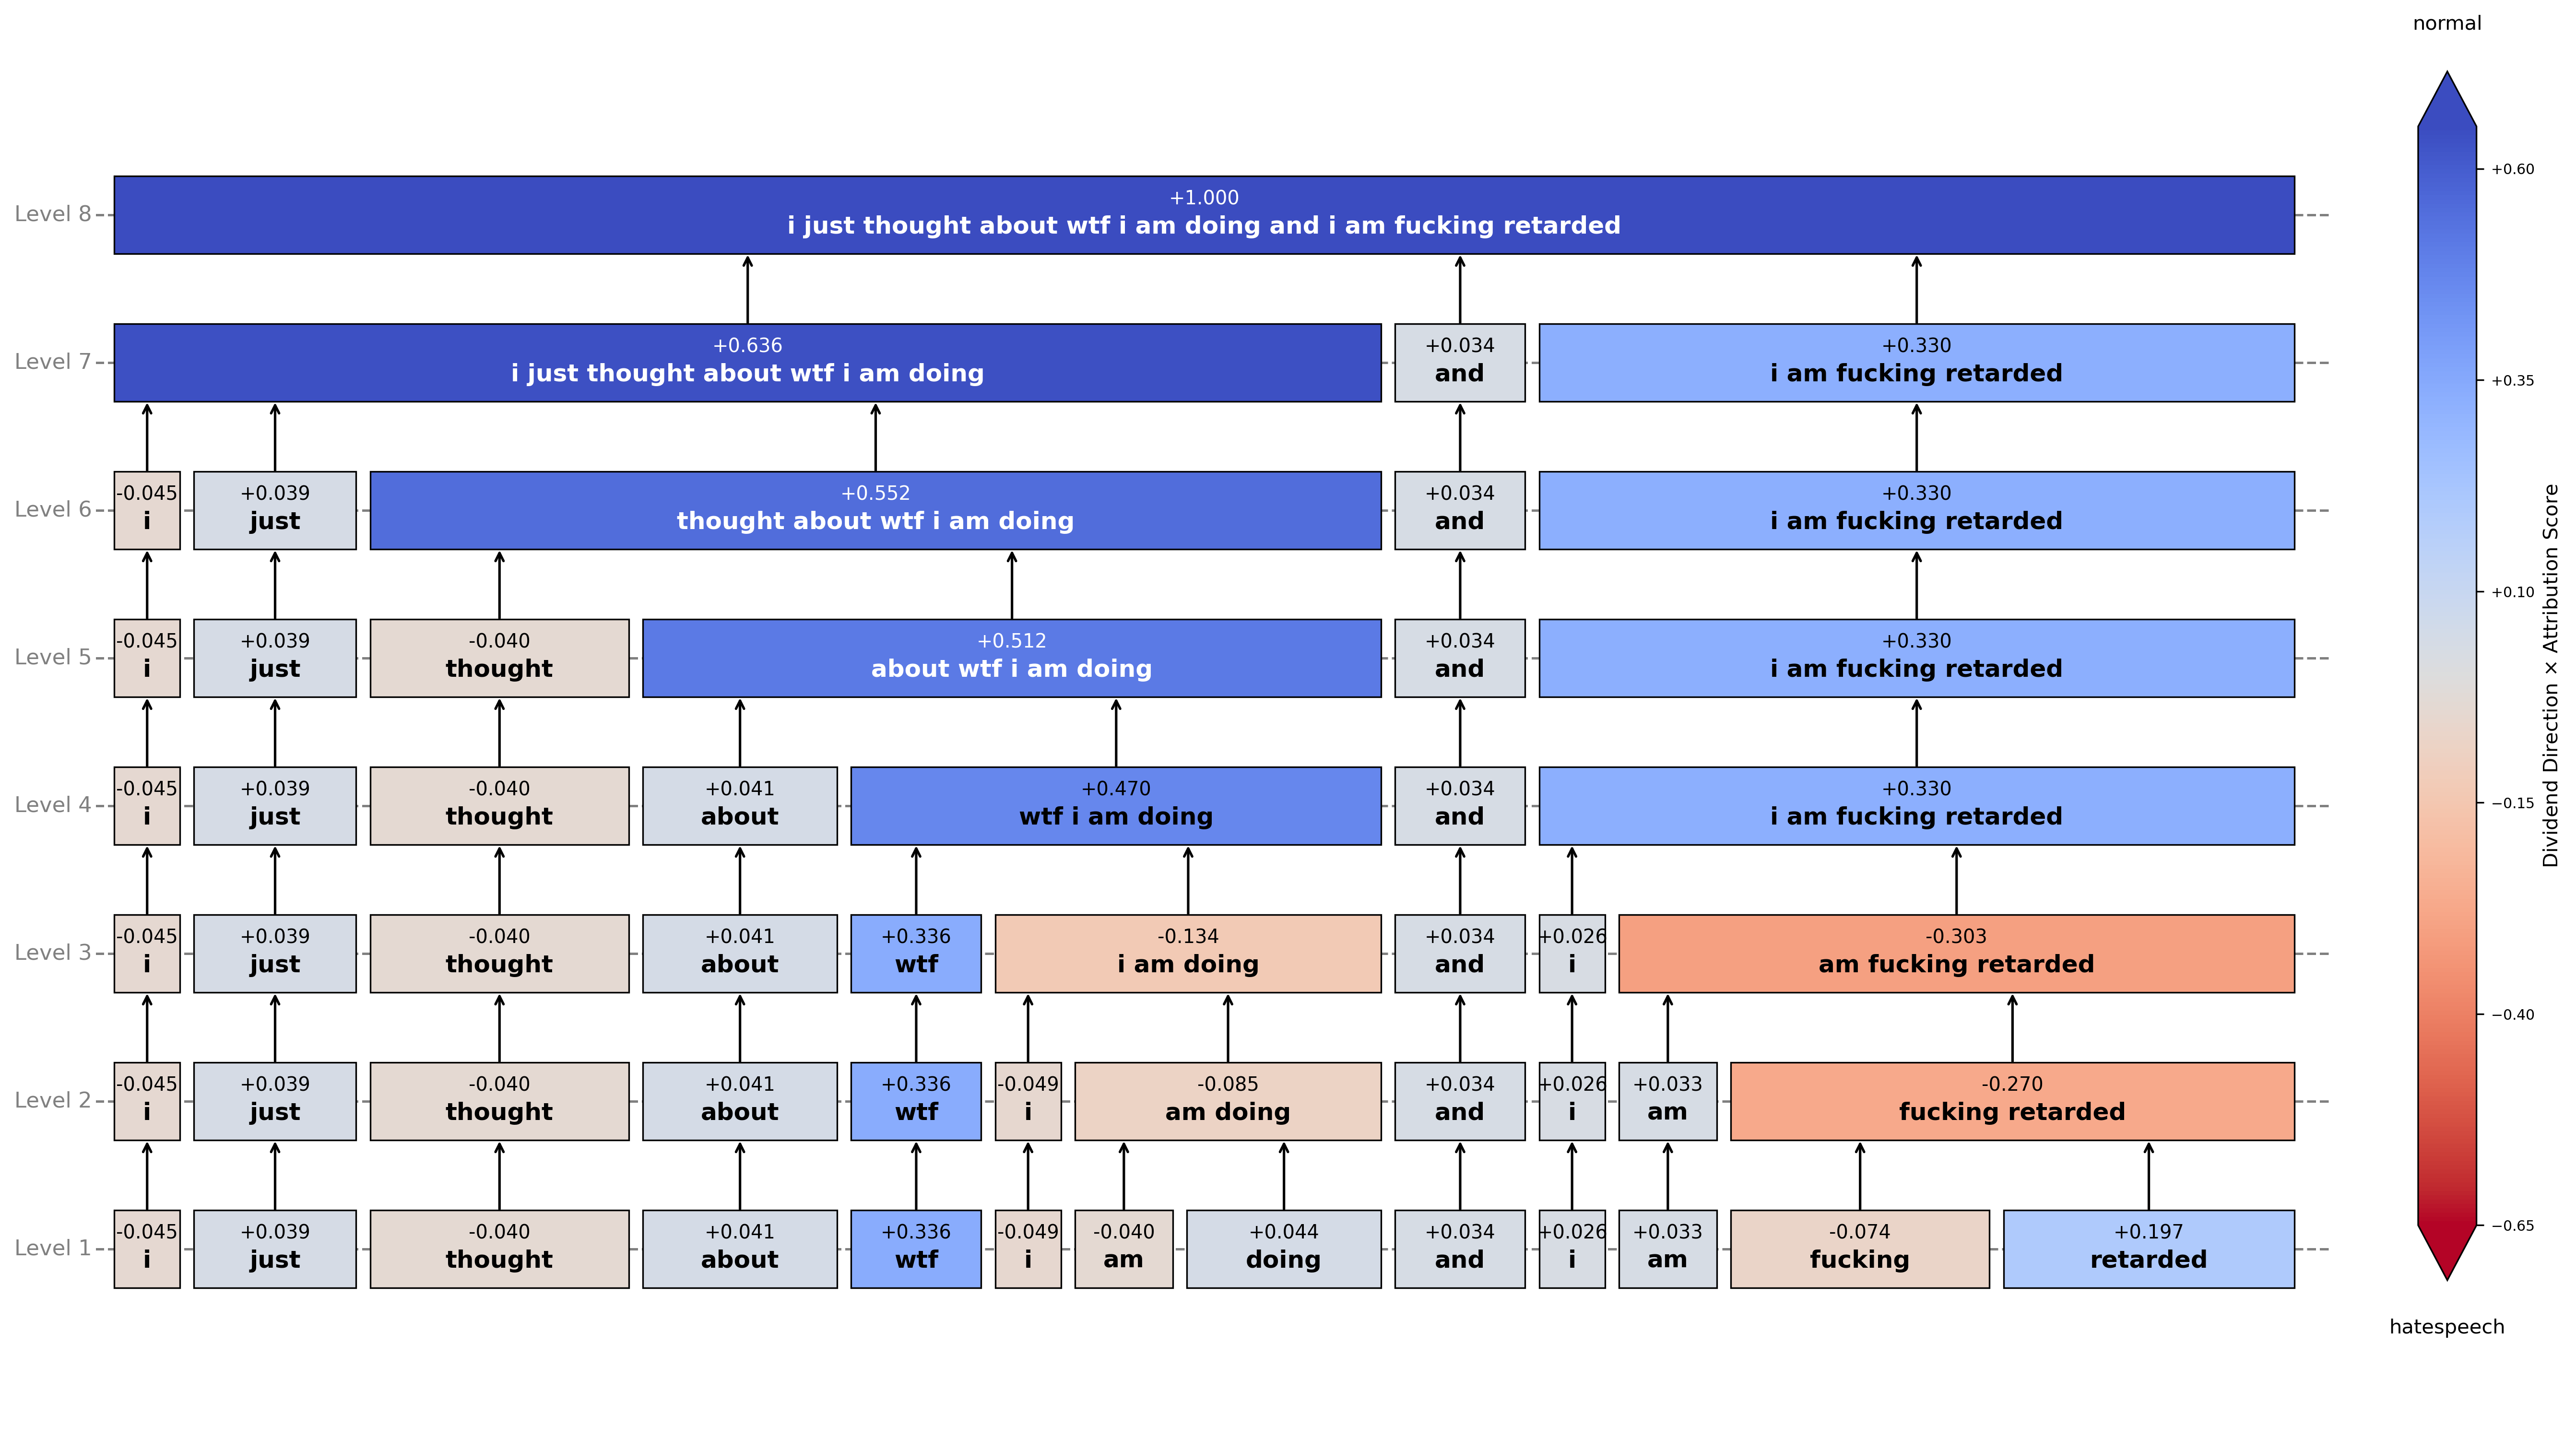 normal
Level 8
+1.000
i just thought about wtf i am doing and i am fucking retarded
Level 7
+0.636
i just thought about wtf i am doing
+0.034
and
+0.330
i am fucking retarded
Level 6
-0.045
i
+0.039
just
+0.552
thought about wtf i am doing
+0.034
and
+0.330
i am fucking retarded
Level 5
-0.045
i
+0.039
just
-0.040
thought
+0.512
about wtf i am doing
+0.034
and
+0.330
i am fucking retarded
Level 4
-0.045
i
+0.039
just
-0.040
thought
+0.041
about
+0.470
wtf i am doing
+0.034
and
+0.330
i am fucking retarded
Level 3
-0.045
i
+0.039
just
-0.040
thought
+0.041
about
+0.336
wtf
-0.134
i am doing
+0.034
and
+0.026
i
-0.303
am fucking retarded
Level 2
-0.045
i
+0.039
just
-0.040
thought
+0.041
about
+0.336
wtf
-0.049
i
-0.085
am doing
+0.034
and
+0.026
i
+0.033
am
-0.270
fucking retarded
Level 1
-0.045
i
+0.039
just
-0.040
thought
+0.041
about
+0.336
wtf
-0.049
i
-0.040
am
+0.044
doing
+0.034
and
+0.026
i
+0.033
am
-0.074
fucking
+0.197
retarded
+0.60
+0.35
+0.10
−0.15
−0.40
−0.65
Dividend Direction × Attribution Score
hatespeech